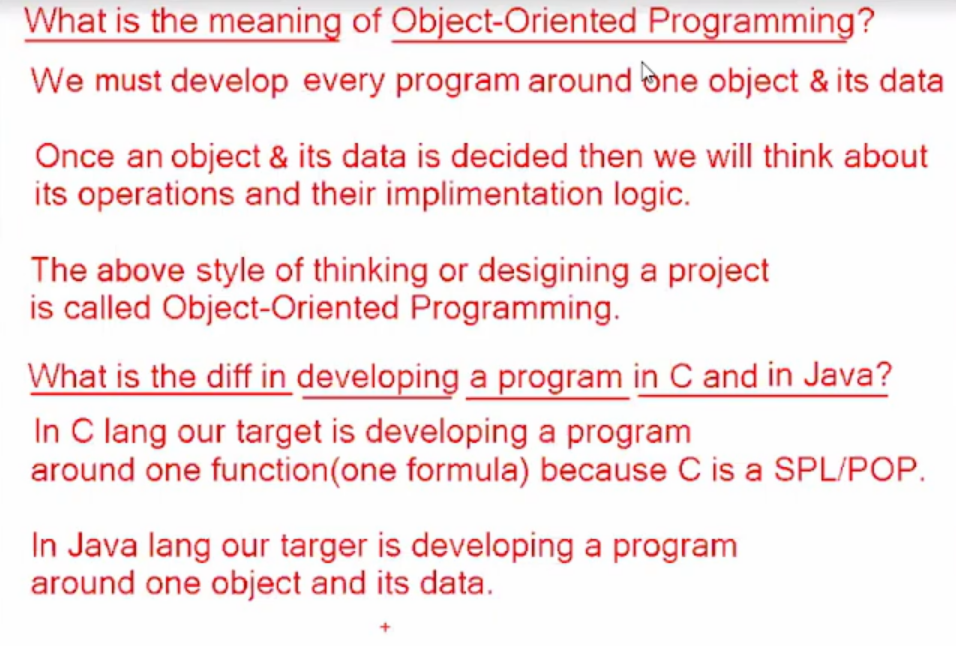 What is the meaning of Object-Oriented Programming?
We must develop every program around one object & its data
Once an object & its data is decided then we will think about
its operations and their implimentation logic.
The above style of thinking or desigining a project
is called Object-Oriented Programming.
What is the diff in developing a program in C and in Java?
In C lang our target is developing a program
around one function(one formula) because C is a SPL/POP.
In Java lang our targer is developing a program
around one object and its data.
+